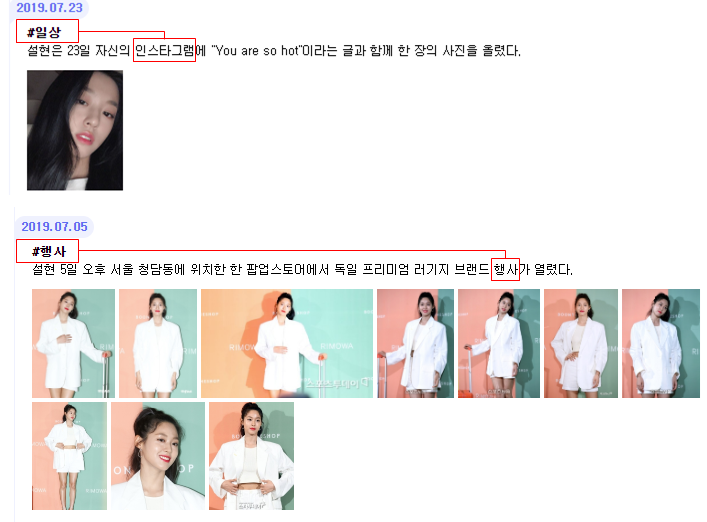 2019.07.23
#일상
설현은 23일 자신의 인스타그램에 "You are so hot"이라는 글과 함께 한 장의 사진을 올렸다.
2019.07.05
#행사
설현 5일 오후 서울 청담동에 위치한 한 팝업스토어에서 독일 프리미엄 러기지 브랜드 행사가 열렸다.
RIMOWA
RIMOWA
RIMOWA